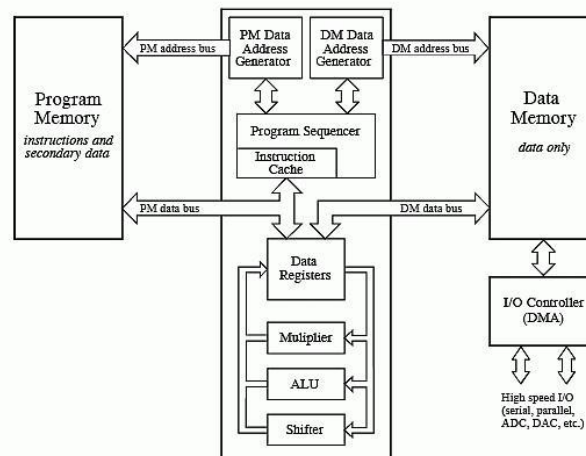 PM address bus
PM Data
Address
Generator
DM Data
Address
Generator
DM address bus
Program
Memory
instructions and
secondary data
Program Sequencer
Instruction
Cache
Data
Memory
data only
PM data bus
DM data bus
Data
Registers
I/O Controller
(DMA)
Muliplier
ALU
Shifter
High speed I/O
(serial, parallel,
ADC, DAC, etc.)